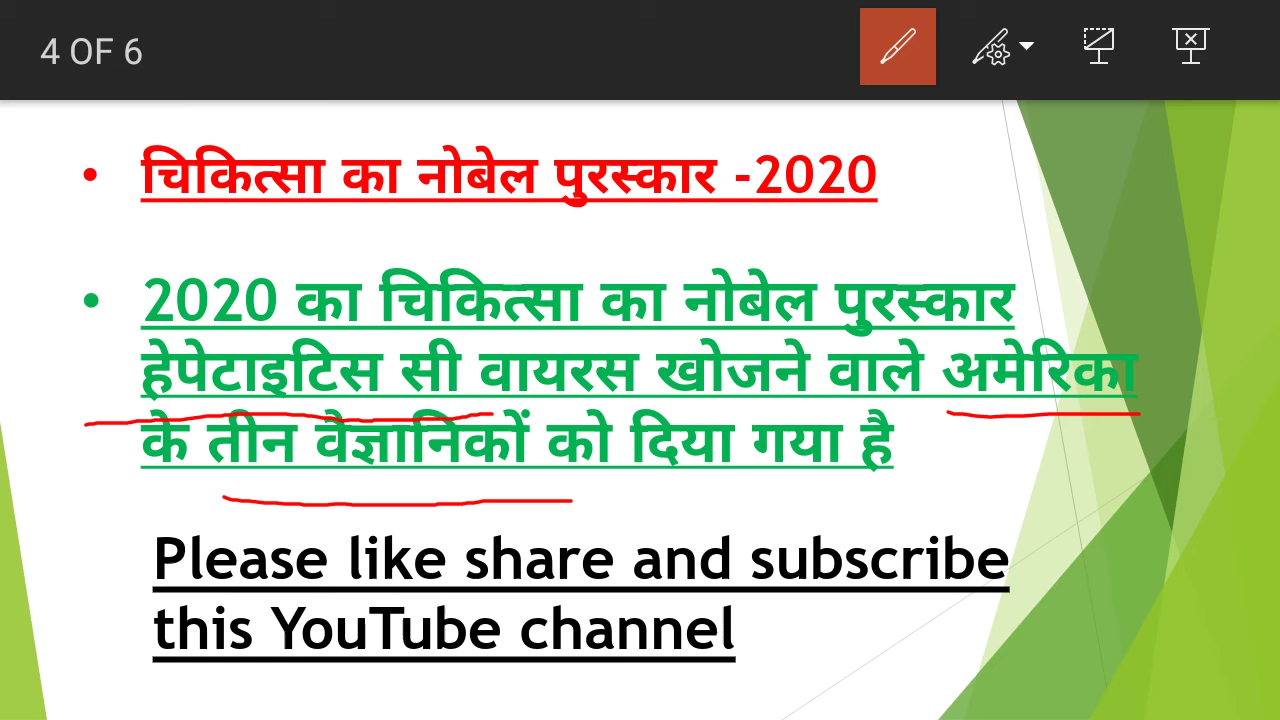 4 OF 6
• चिकित्सा का नोबेल पुरस्कार -2020
• 2020 का चिकित्सा का नोबेल पुरस्कार
हेपेटाइटिस सी वायरस खोजने वाले अमेरिका
के तीन वेज्ञानिकों को दिया गया है
Please like share and subscribe
this YouTube channel